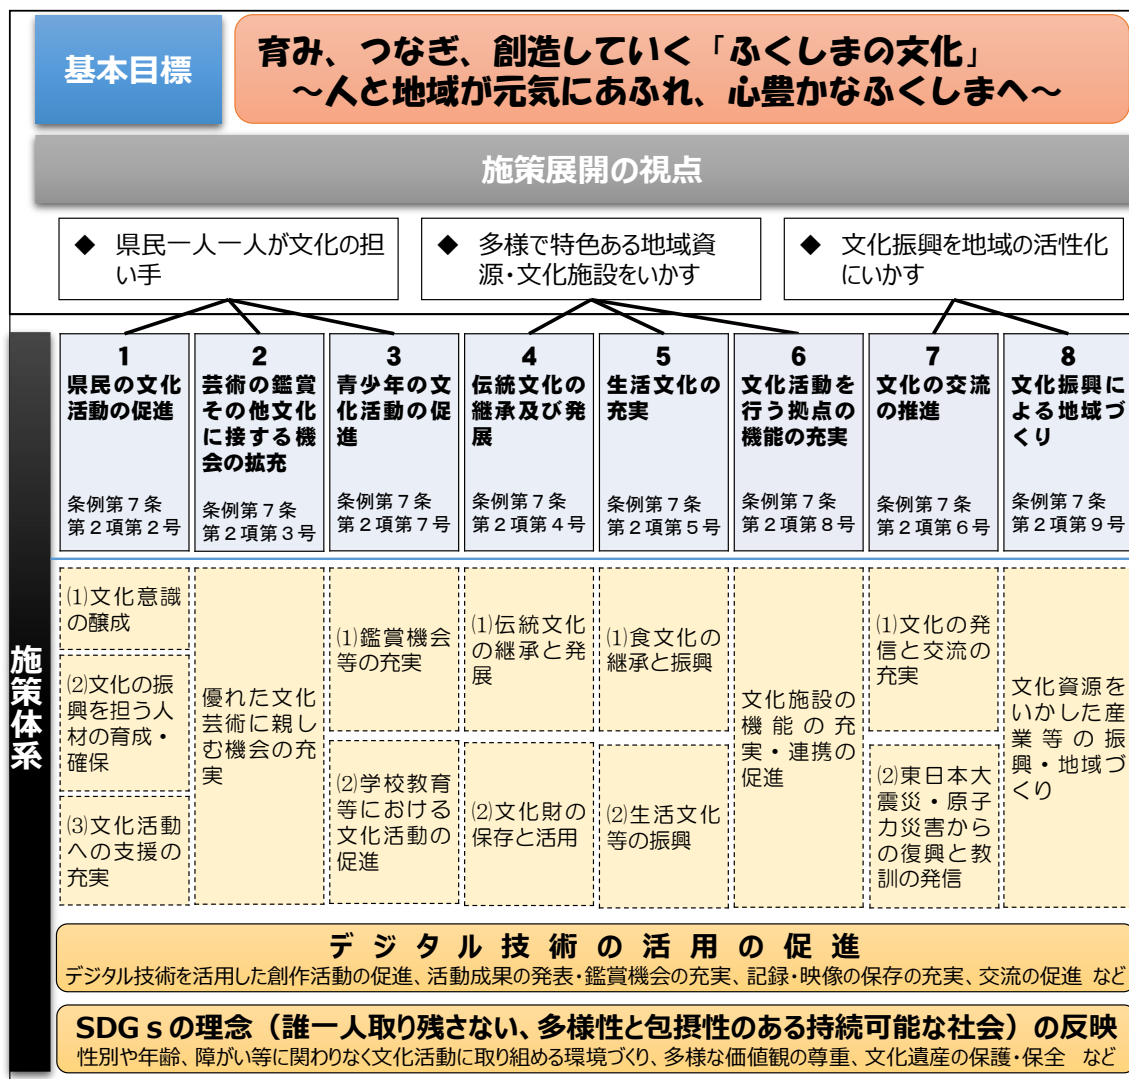 基本目標
育み、つなぎ、創造していく「ふくしまの文化」
～人と地域が元気にあふれ、心豊かなふくしまへ～
施策展開の視点
◆ 県民一人一人が文化の担
い手
◆ 多様で特色ある地域資
源・文化施設をいかす
◆ 文化振興を地域の活性化
にいかす
施策体系
1
県民の文化
活動の促進
条例第７条
第２項第２号
2
芸術の鑑賞
その他文化
に接する機
会の拡充
条例第７条
第２項第３号
3
青少年の文
化活動の促
進
条例第７条
第２項第７号
4
伝統文化の
継承及び発
展
条例第７条
第２項第４号
5
生活文化の
充実
条例第７条
第２項第５号
6
文化活動を
行う拠点の
機能の充実
条例第７条
第２項第８号
7
文化の交流
の推進
条例第７条
第２項第６号
8
文化振興に
よる地域づ
くり
条例第７条
第２項第９号
⑴文化意識
の醸成
⑵文化の振
興を担う人
材の育成・
確保
⑶文化活動
への支援の
充実
優れた文化
芸術に親し
む機会の充
実
⑴鑑賞機会
等の充実
⑵学校教育
等における
文化活動の
促進
⑴伝統文化
の継承と発
展
⑵文化財の
保存と活用
⑴食文化の
継承と振興
⑵生活文化
等の振興
文化施設の
機能の充
実・連携の
促進
⑴文化の発
信と交流の
充実
⑵東日本大
震災・原子
力災害から
の復興と教
訓の発信
文化資源を
いかした産
業等の振
興・地域づ
くり
デジタル技術の活用の促進
デジタル技術を活用した創作活動の促進、活動成果の発表・鑑賞機会の充実、記録・映像の保存の充実、交流の促進 など
SDGｓの理念（誰一人取り残さない、多様性と包摂性のある持続可能な社会）の反映
性別や年齢、障がい等に関わりなく文化活動に取り組める環境づくり、多様な価値観の尊重、文化遺産の保護・保全 など